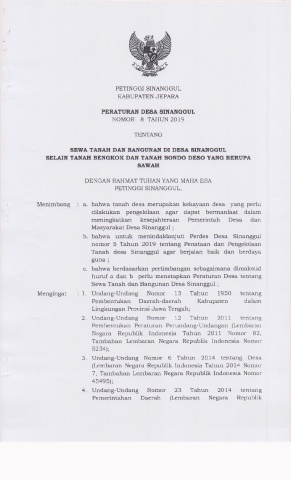 PETINGGI SINANGGUL
KABUPATEN JEPARA
PERATURAN DESA SINANGGUL
NOMOR 8 TAHUN 2019
TENTANG
SEWA TANAH DAN BANGUNAN DI DESA SINANGGUL
SELAIN TANAH BENGKOK DAN TANAH BONDO DESO YANG BERUPA
SAWAH
DENGAN RAHMAT TUHAN YANG MAHA ESA
PETINGGI SINANGGUL,
Menimbang : a. bahwa tanah desa merupakan kekayaan desa yang perlu
dilakukan pengelolaan agar dapat bermanfaat dalam
meningkatkan kesejahteraan Pemerintah Desa dan
Masyarakat Desa Sinanggul ;
b. bahwa untuk menindaklanjuti Perdes Desa Sinanggul
nomor 5 Tahun 2019 tentang Penataan dan Pengelolaan
Tanah desa Sinanggul agar berjalan baik dan berdaya
guna ;
c. bahwa berdasarkan pertimbangan sebagaimana dimaksud
huruf a dan b perlu menetapkan Peraturan Desa tentang
Sewa Tanah dan Bangunan Desa Sinanggul ;
Mengingat : 1. Undang-Undang Nomor 13 Tahun 1950 tentang
Pembentukan Daerah-daerah Kabupaten dalam
Lingkungan Provinsi Jawa Tengah;
2. Undang-Undang Nomor 12 Tahun 2011 tentang
Pembentukan Peraturan Perundang-Undangan (Lembaran
Negara Republik Indonesia Tahun 2011 Nomor 82,
Tambahan Lembaran Negara Republik Indonesia Nomor
5234);
3. Undang-Undang Nomor 6 Tahun 2014 tentang Desa
(Lembaran Negara Republik Indonesia Tahun 2014 Nomor
7, Tambahan Lembaran Negara Republik Indonesia Nomor
45495);
4. Undang-Undang Nomor 23 Tahun 2014 tentang
Pemerintahan Daerah (Lembaran Negara Republik